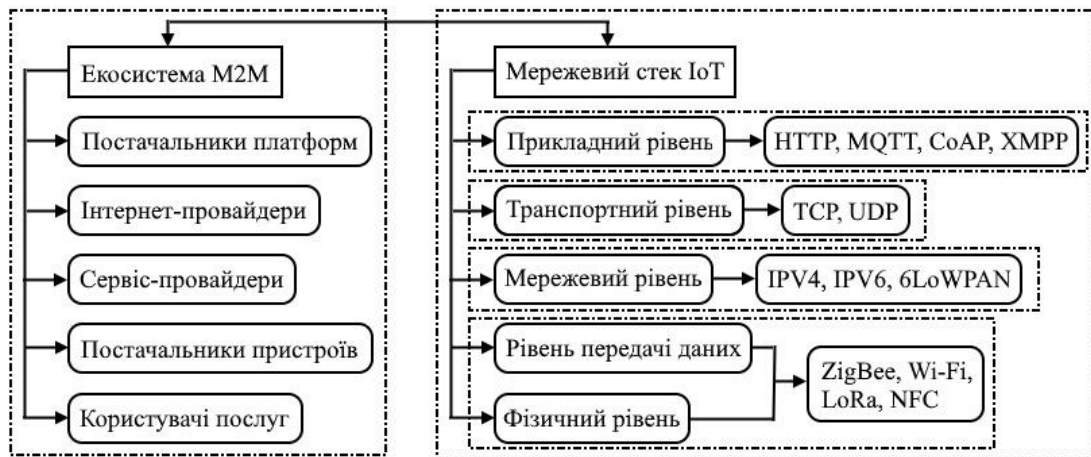 Екосистема М2М
Постачальники платформ
Інтернет-провайдери
Сервіс-провайдери
Постачальники пристроїв
Користувачі послуг
Мережевий стек IoT
Прикладний рівень
HTTP, MQTT, CoAP, XMPP
Транспортний рівень
TCP, UDP
Мережевий рівень
IPV4, IPV6, 6LoWPAN
Рівень передачі даних
Фізичний рівень
ZigBee, Wi-Fi,
LoRa, NFC